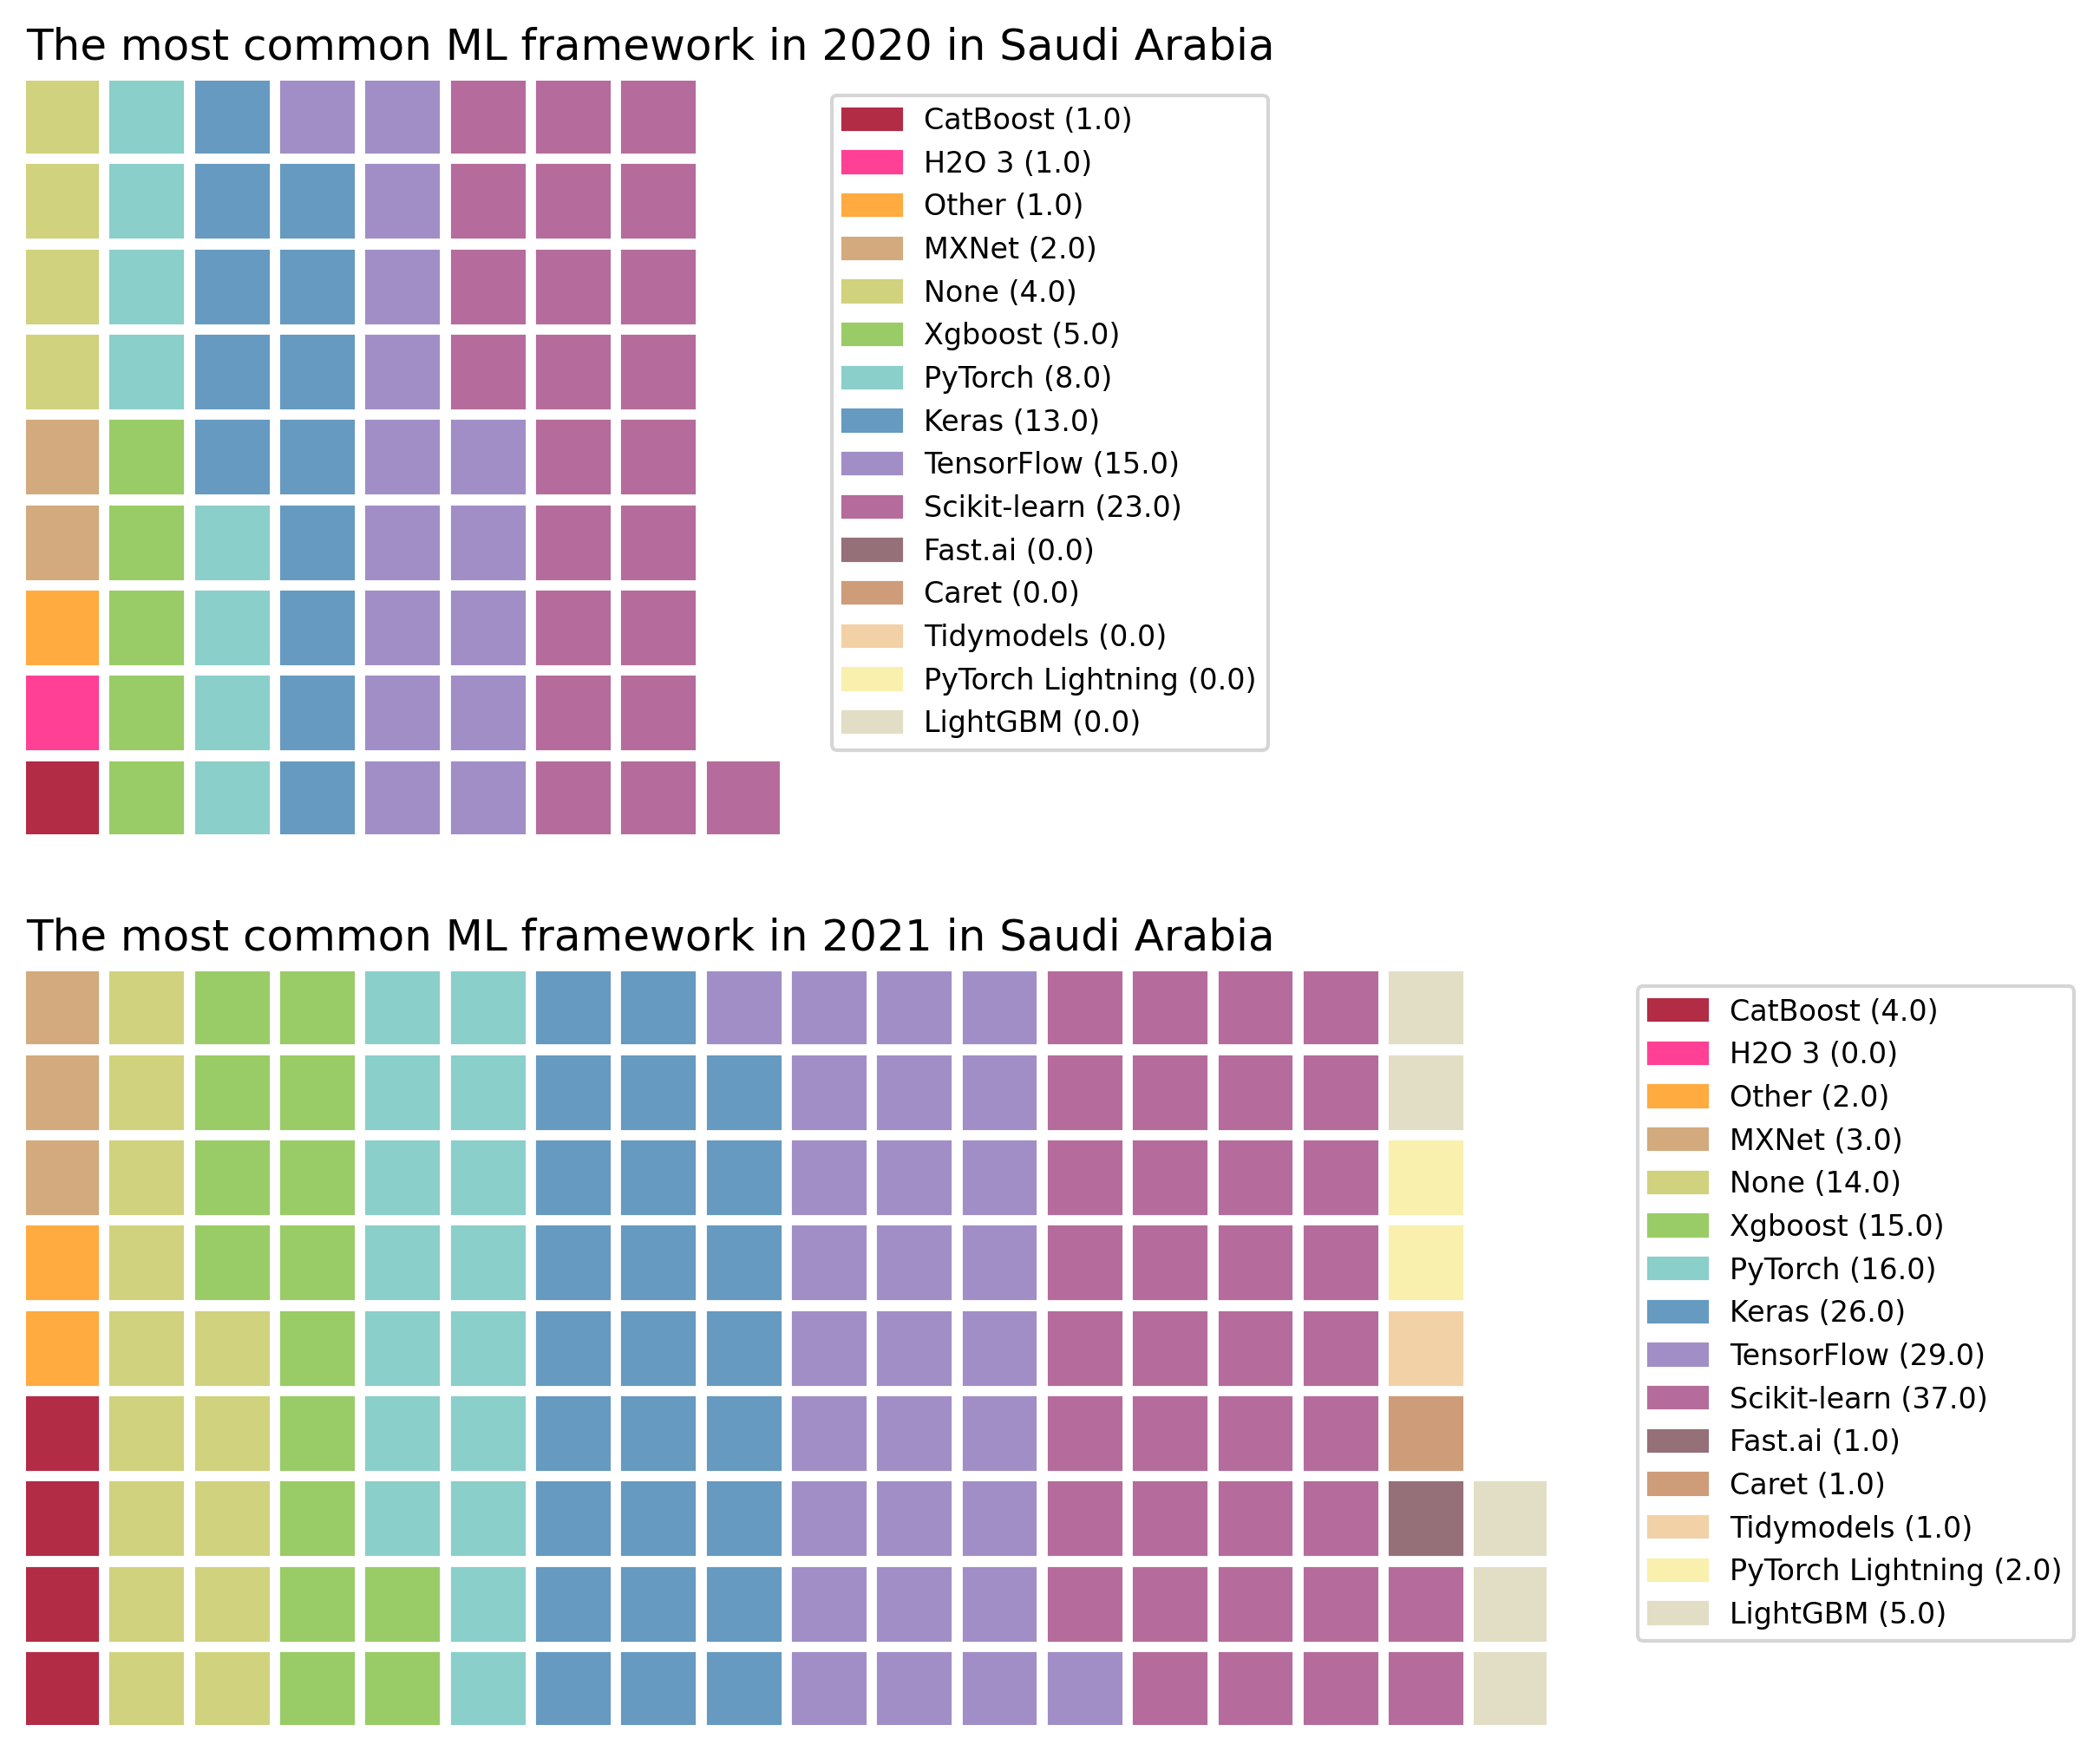 The most common ML framework in 2020 in Saudi Arabia
CatBoost (1.0)
H2O 3 (1.0)
Other (1.0)
MXNet (2.0)
None (4.0)
Xgboost (5.0)
PyTorch (8.0)
Keras (13.0)
TensorFlow (15.0)
Scikit-learn (23.0)
Fast.ai (0.0)
Caret (0.0)
Tidymodels (0.0)
PyTorch Lightning (0.0)
LightGBM (0.0)
The most common ML framework in 2021 in Saudi Arabia
CatBoost (4.0)
H2O 3 (0.0)
Other (2.0)
MXNet (3.0)
None (14.0)
Xgboost (15.0)
PyTorch (16.0)
Keras (26.0)
TensorFlow (29.0)
Scikit-learn (37.0)
Fast.ai (1.0)
Caret (1.0)
Tidymodels (1.0)
PyTorch Lightning (2.0)
LightGBM (5.0)